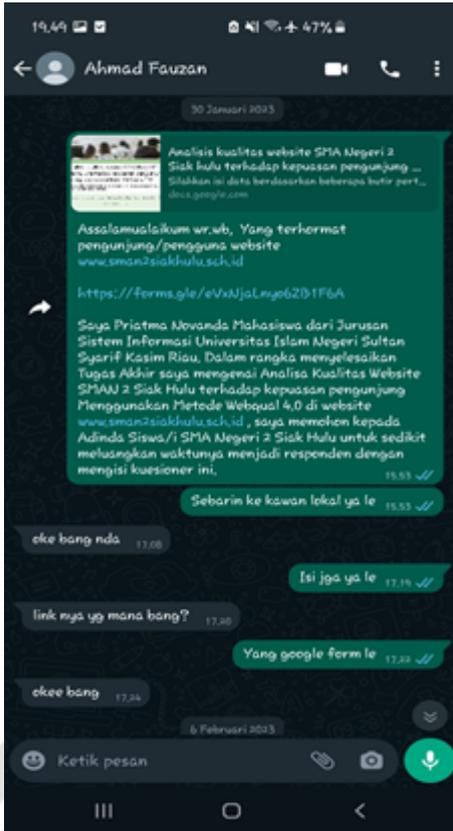 19.49 47%
Ahmad Fauzan
30 Januari 2023
Analisis kualitas website SMA Negeri 2
Siak hulu terhadap kepuasan pengunjung ...
Silahkan isi data berdasarkan beberapa butir pert...
docs.google.com
Assalamualaikum wr.wb, Yang terhormat
pengunjung/pengguna website
www.sman2siakhulu.sch.id
https://forms.gle/eVxNjaLnyo6ZB1F6A
Saya Priatma Novanda Mahasiswa dari Jurusan
Sistem Informasi Universitas Islam Negeri Sultan
Syarif Kasim Riau, Dalam rangka menyelesaikan
Tugas Akhir saya mengenai Analisa Kualitas Website
SMAN 2 Siak Hulu terhadap kepuasan pengunjung
Menggunakan Metode Webqual 4.0 di website
www.sman2siakhulu.sch.id , saya memohon kepada
Adinda Siswa/i SMA Negeri 2 Siak Hulu untuk sedikit
meluangkan waktunya menjadi responden dengan
mengisi kuesioner ini.
15.53
Sebarin ke kawan lokal ya le 15.53
oke bang nda 17.08
Isi jga ya le 17.19
link nya yg mana bang? 17.20
Yang google form le 17.22
okee bang 17.24
6 Februari 2023
Ketik pesan